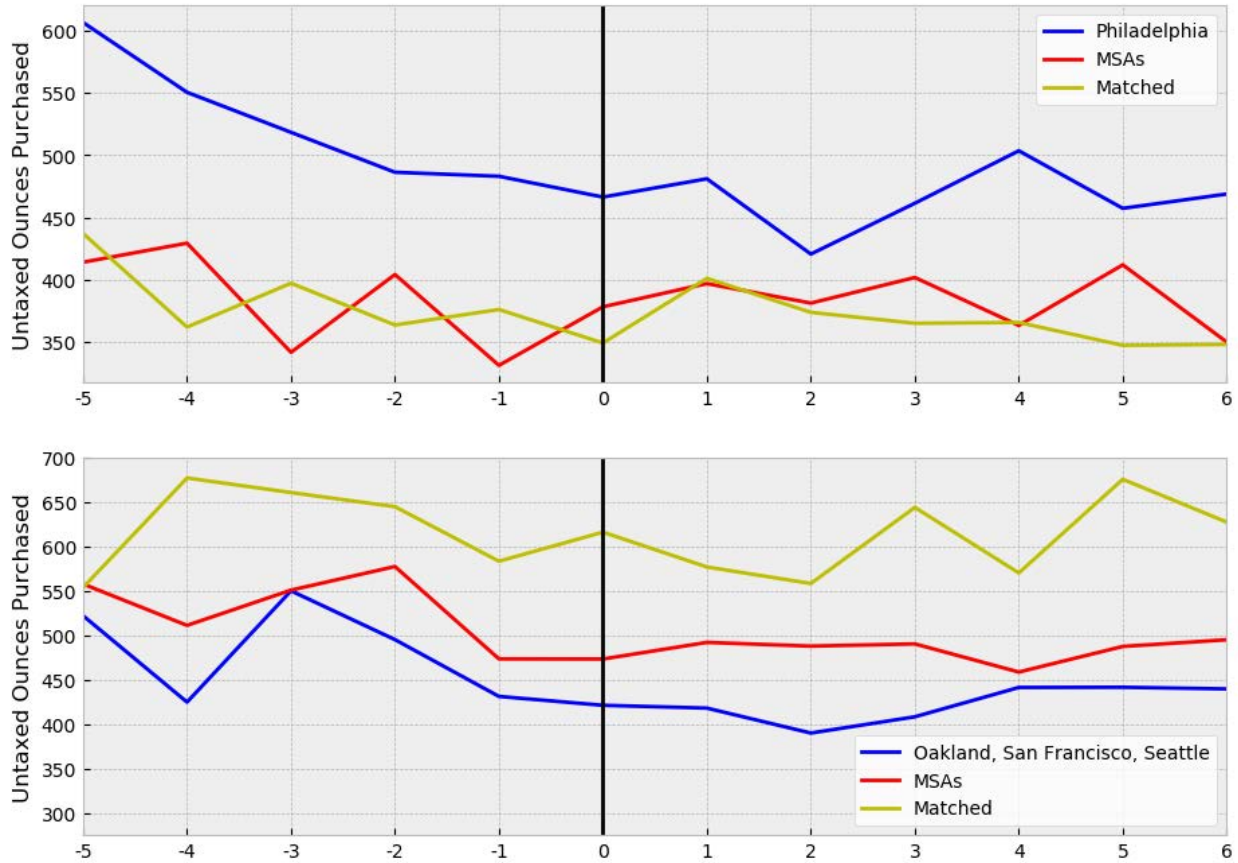 Untaxed Ounces Purchased
600
550
500
450
400
350
Philadelphia
MSAs
Matched
-5 -4 -3 -2 -1 0 1 2 3 4 5 6
Untaxed Ounces Purchased
700
650
600
550
500
450
400
350
300
Oakland, San Francisco, Seattle
MSAs
Matched
-5 -4 -3 -2 -1 0 1 2 3 4 5 6